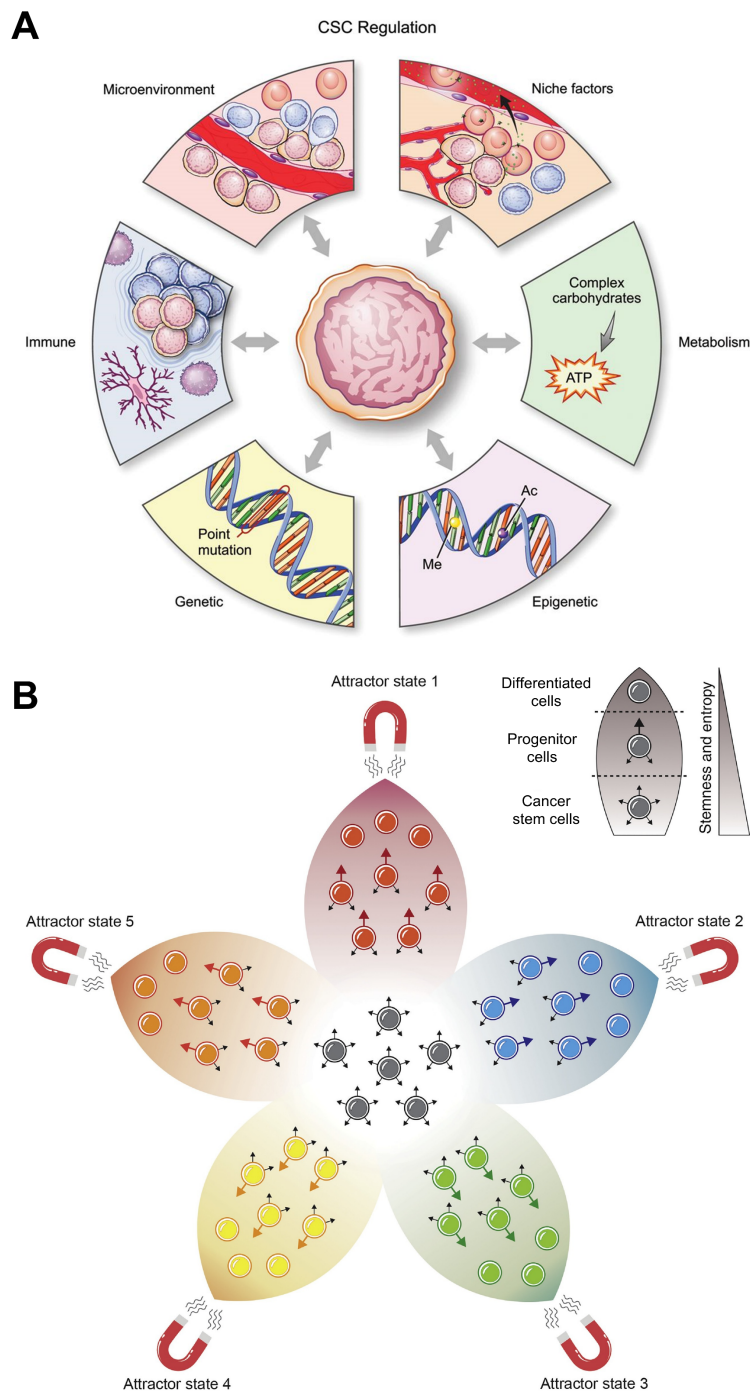 A
CSC Regulation
Microenvironment
Niche factors
Complex
carbohydrates
Immune
Metabolism
ATP
Ac
Point
mutation
Me
Genetic
Epigenetic
B
Attractor state 1
Differentiated
cells
Progenitor
cells
Cancer
stem cells
Stemness and entropy
Attractor state 5
Attractor state 2
Attractor state 4
Attractor state 3